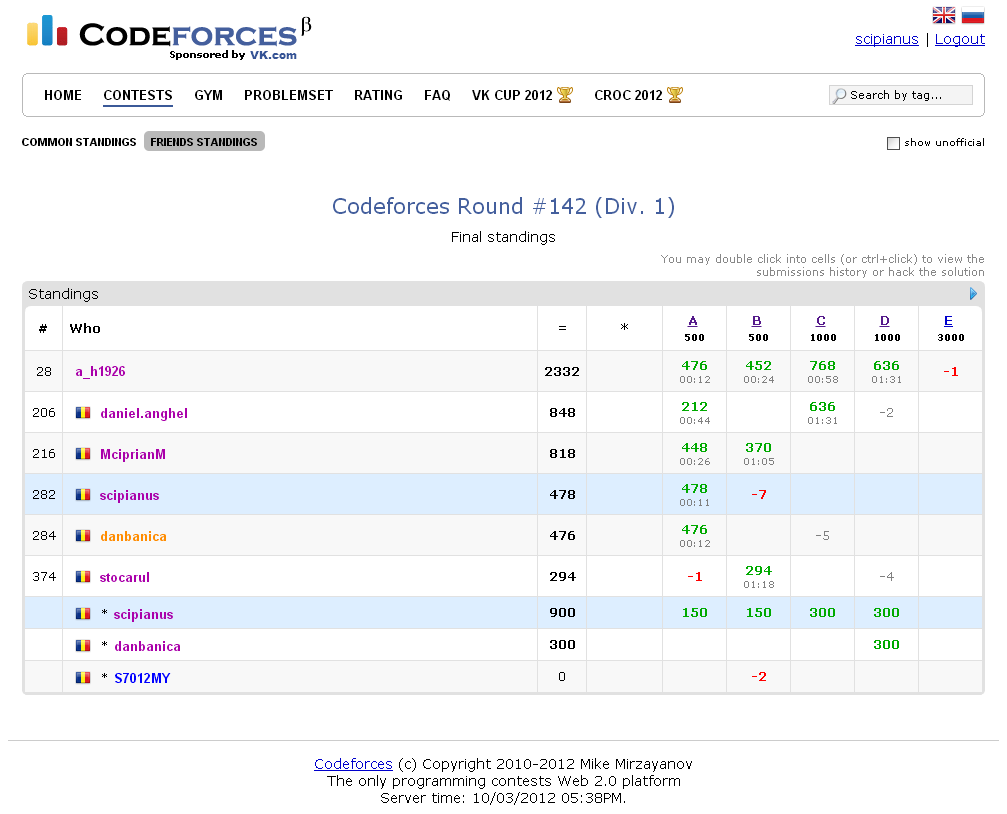 CODEFORCES β
Sponsored by VK.com
scipianus | Logout
HOME CONTESTS GYM PROBLEMSET RATING FAQ VK CUP 2012 CROC 2012 Search by tag...
COMMON STANDINGS FRIENDS STANDINGS show unofficial
Codeforces Round #142 (Div. 1)
Final standings
You may double click into cells (or ctrl+click) to view the
submissions history or hack the solution
Standings
# Who = * A B C D E
500 500 1000 1000 3000
28 a_h1926 2332 476 452 768 636 -1
00:12 00:24 00:58 01:31
206 daniel.anghel 848 212 636 -2
00:44 01:31
216 MciprianM 818 448 370
00:26 01:05
282 scipianus 478 478 -7
00:11
284 danbanica 476 476 -5
00:12
374 stocarul 294 -1 294 -4
01:18
* scipianus 900 150 150 300 300
* danbanica 300 300
* S7012MY 0 -2
Codeforces (c) Copyright 2010-2012 Mike Mirzayanov
The only programming contests Web 2.0 platform
Server time: 10/03/2012 05:38PM.